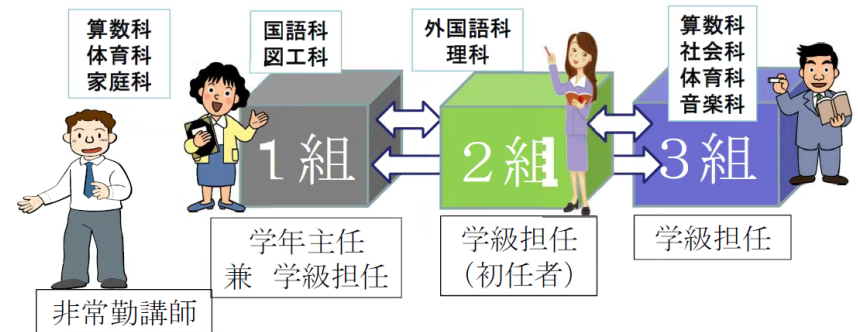 算数科
体育科
家庭科
国語科
図工科
外国語科
理科
算数科
社会科
体育科
音楽科
1組
2組
3組
学年主任
兼 学級担任
学級担任
(初任者)
学級担任
非常勤講師